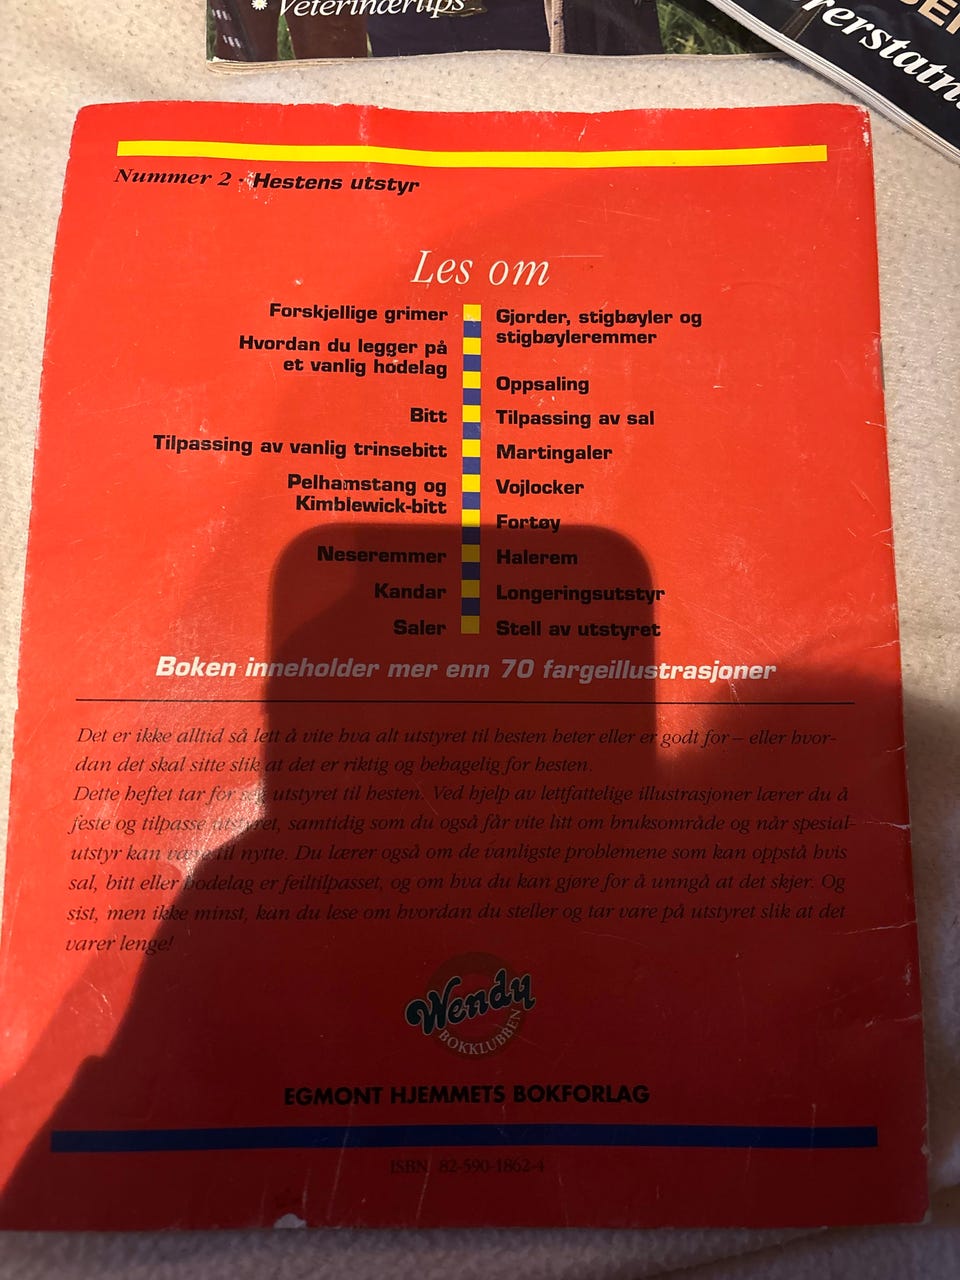 ✹ Veterinærtips
Nummer 2 - Hestens utstyr
Les om
Forskjellige grimer
Hvordan du legger på
et vanlig hodelag
Bitt
Tilpassing av vanlig trinsebitt
Pelhamstang og
Kimblewick-bitt
Neseremmer
Kandar
Saler
Gjorder, stigbøyler og
stigbøyleremmer
Oppsaling
Tilpassing av sal
Martingaler
Vojlocker
Fortøy
Halerem
Longeringsutstyr
Stell av utstyret
Boken inneholder mer enn 70 fargeillustrasjoner
Det er ikke alltid så lett å vite hva alt utstyret til hesten heter eller er godt for – eller hvor-
dan det skal sitte slik at det er riktig og behagelig for hesten.
Dette heftet tar for seg utstyret til hesten. Ved hjelp av lettfattelige illustrasjoner lærer du å
feste og tilpasse utstyret, samtidig som du også får vite litt om bruksområde og når spesial-
utstyr kan være til nytte. Du lærer også om de vanligste problemene som kan oppstå hvis
sal, bitt eller hodelag er feiltilpasset, og om hva du kan gjøre for å unngå at det skjer. Og
sist, men ikke minst, kan du lese om hvordan du steller og tar vare på utstyret slik at det
varer lenge!
Wendy
BOKKLUBBEN
EGMONT HJEMMETS BOKFORLAG
ISBN 82-590-1862-4